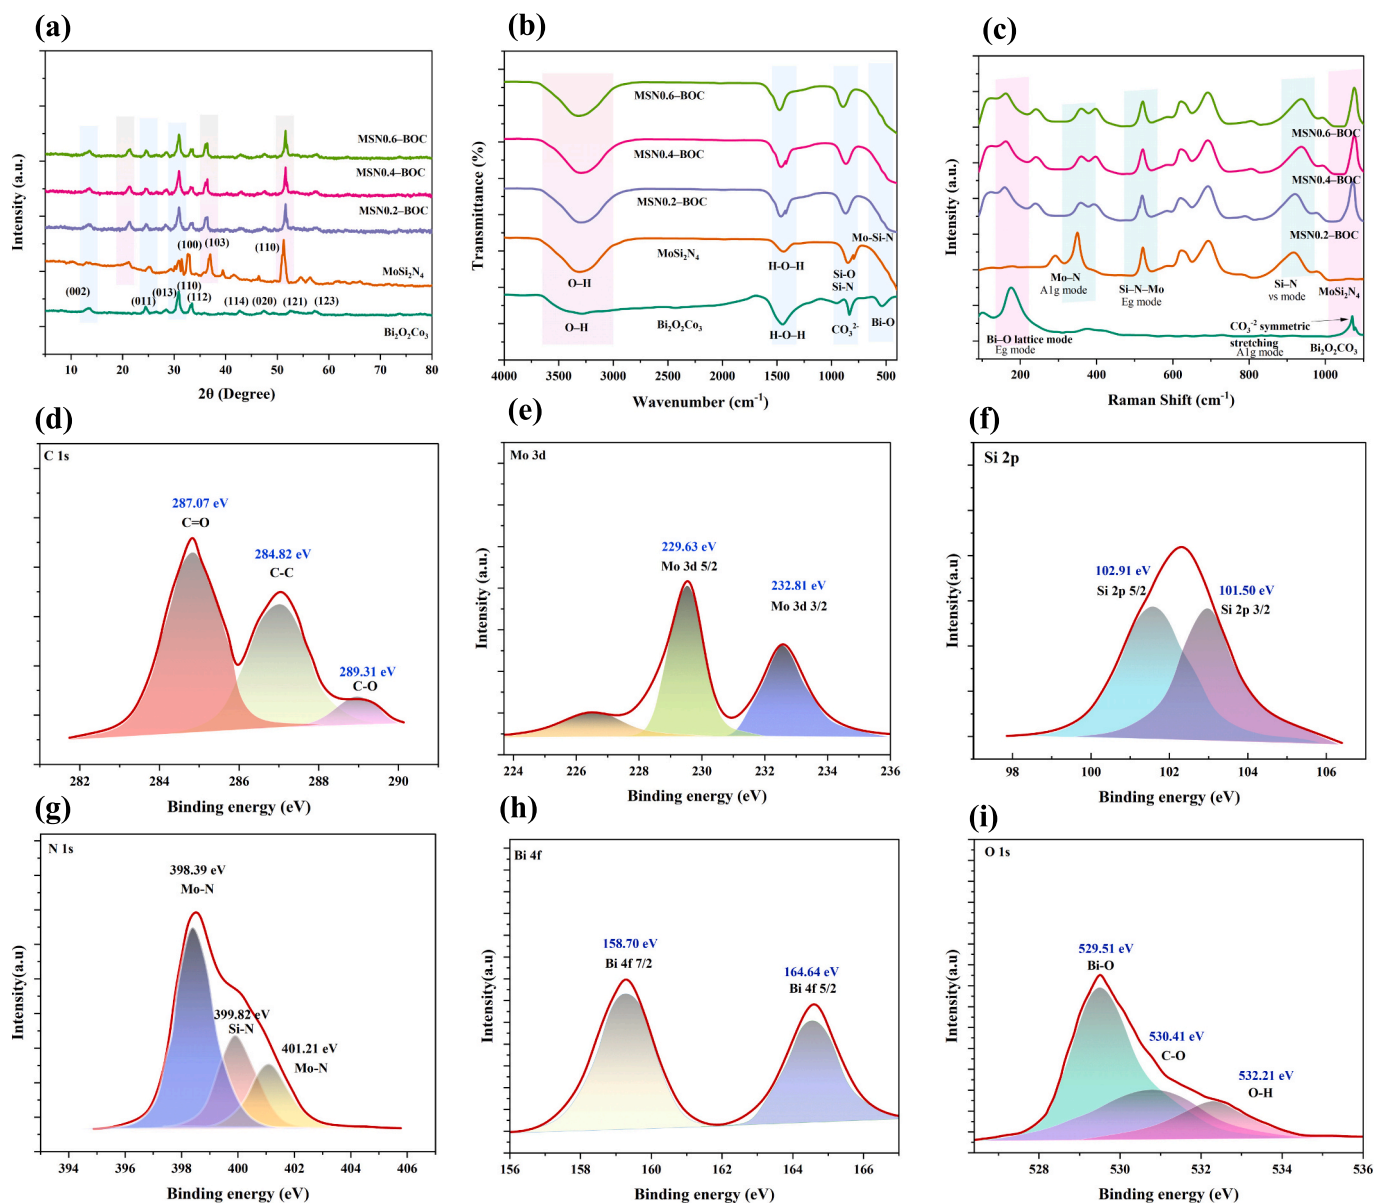 (a)
Intensity (a.u.)
MSN0.6–BOC
MSN0.4–BOC
MSN0.2–BOC
(100) (103) (110)
MoSi2N4
(002) (011) (013) (110) (112) (114) (020) (121) (123)
Bi2O2Co3
10 20 30 40 50 60 70 80
2θ (Degree)
(b)
Transmittance (%)
MSN0.6–BOC
MSN0.4–BOC
MSN0.2–BOC
Mo-Si-N
MoSi2N4
H-O–H
Si-O
Si-N
O–H
O–H
Bi2O2Co3
H-O–H
CO3²⁻
Bi-O
4000 3500 3000 2500 2000 1500 1000 500
Wavenumber (cm⁻¹)
(c)
Intensity (a.u.)
MSN0.6–BOC
MSN0.4–BOC
MSN0.2–BOC
Mo–N
A1g mode
Si–N–Mo
Eg mode
Si–N
vs mode
MoSi2N4
CO3⁻² symmetric
stretching
A1g mode
Bi–O lattice mode
Eg mode
Bi2O2CO3
200 400 600 800 1000
Raman Shift (cm⁻¹)
(d)
C 1s
287.07 eV
C=O
284.82 eV
C-C
289.31 eV
C-O
282 284 286 288 290
Binding energy (eV)
(e)
Mo 3d
Intensity (a.u.)
229.63 eV
Mo 3d 5/2
232.81 eV
Mo 3d 3/2
224 226 228 230 232 234 236
Binding energy (eV)
(f)
Si 2p
Intensity(a.u)
102.91 eV
Si 2p 5/2
101.50 eV
Si 2p 3/2
98 100 102 104 106
Binding energy (eV)
(g)
N 1s
Intensity(a.u)
398.39 eV
Mo-N
399.82 eV
Si-N
401.21 eV
Mo-N
394 396 398 400 402 404 406
Binding energy (eV)
(h)
Bi 4f
Intensity(a.u)
158.70 eV
Bi 4f 7/2
164.64 eV
Bi 4f 5/2
156 158 160 162 164 166
Binding energy (eV)
(i)
O 1s
Intensity(a.u)
529.51 eV
Bi-O
530.41 eV
C-O
532.21 eV
O-H
528 530 532 534 536
Binding energy (eV)